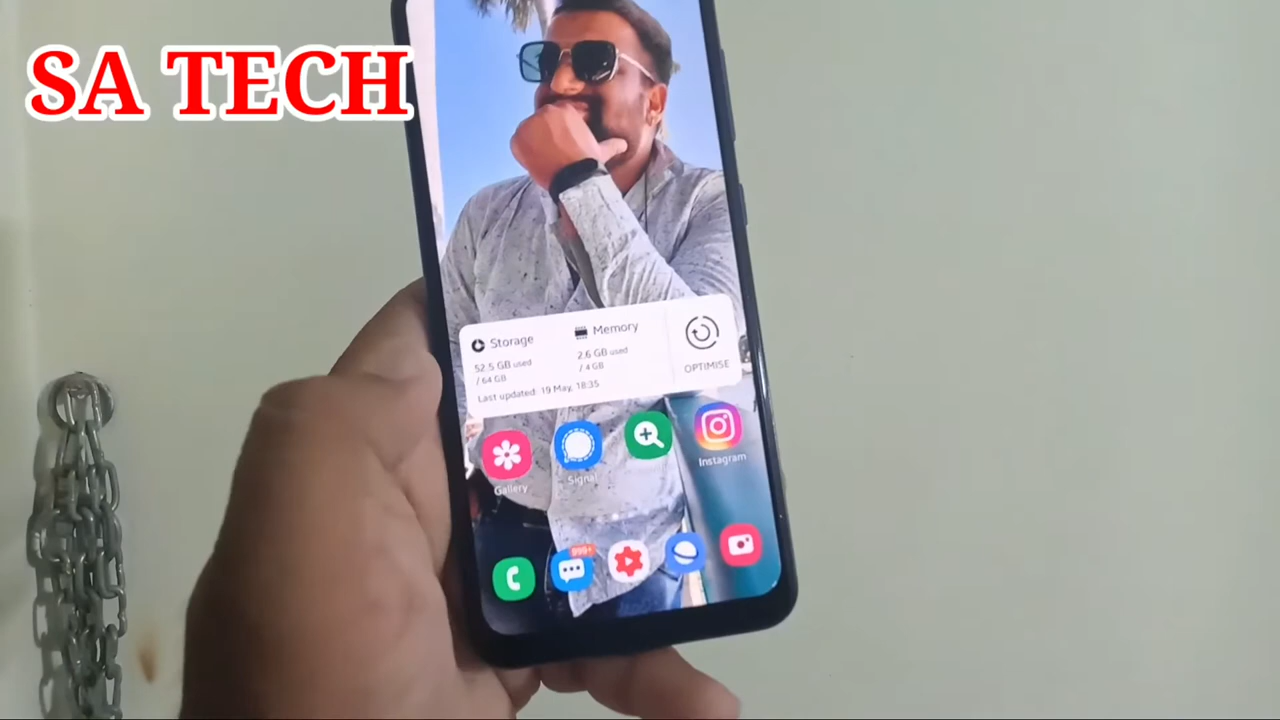 SA TECH
Storage
Memory
52.5 GB used
/ 64 GB
2.6 GB used
/ 4 GB
OPTIMISE
Last updated: 19 May, 18:35
Gallery
Signal
Instagram
999+